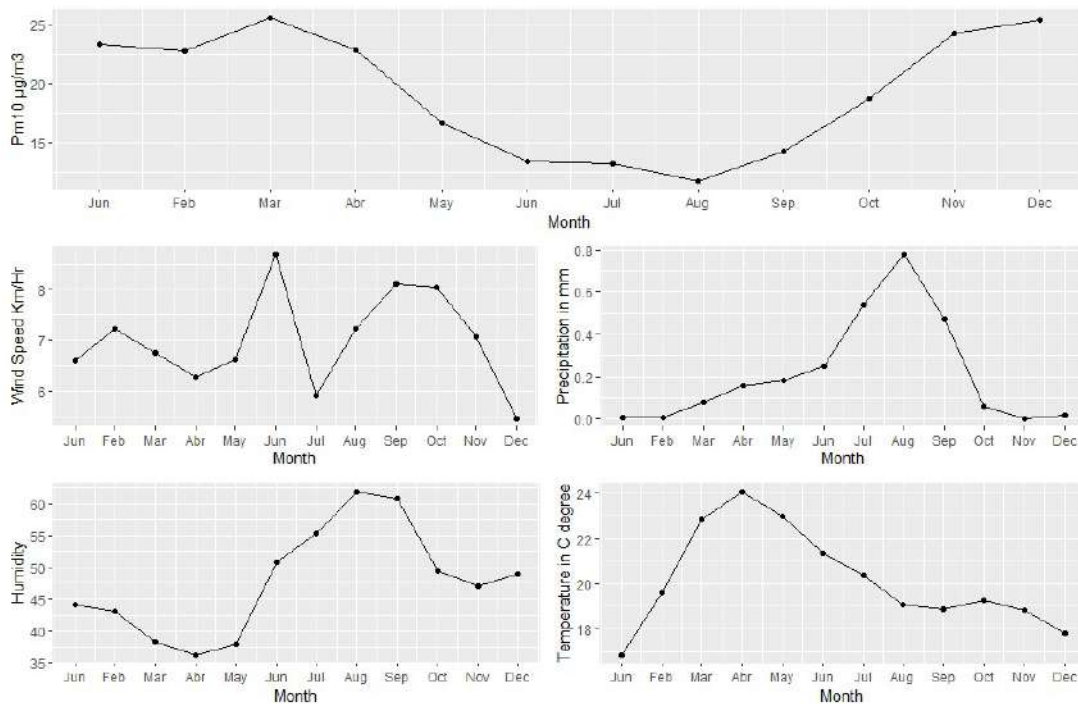 Pm10 µg/m3
25
20
15
Jun Feb Mar Abr May Jun Jul Aug Sep Oct Nov Dec
Month
Wind Speed Km/Hr
8
7
6
Jun Feb Mar Abr May Jun Jul Aug Sep Oct Nov Dec
Month
Precipitation in mm
0.8
0.6
0.4
0.2
0.0
Jun Feb Mar Abr May Jun Jul Aug Sep Oct Nov Dec
Month
Humidity
60
55
50
45
40
35
Jun Feb Mar Abr May Jun Jul Aug Sep Oct Nov Dec
Month
Temperature in C degree
24
22
20
18
Jun Feb Mar Abr May Jun Jul Aug Sep Oct Nov Dec
Month